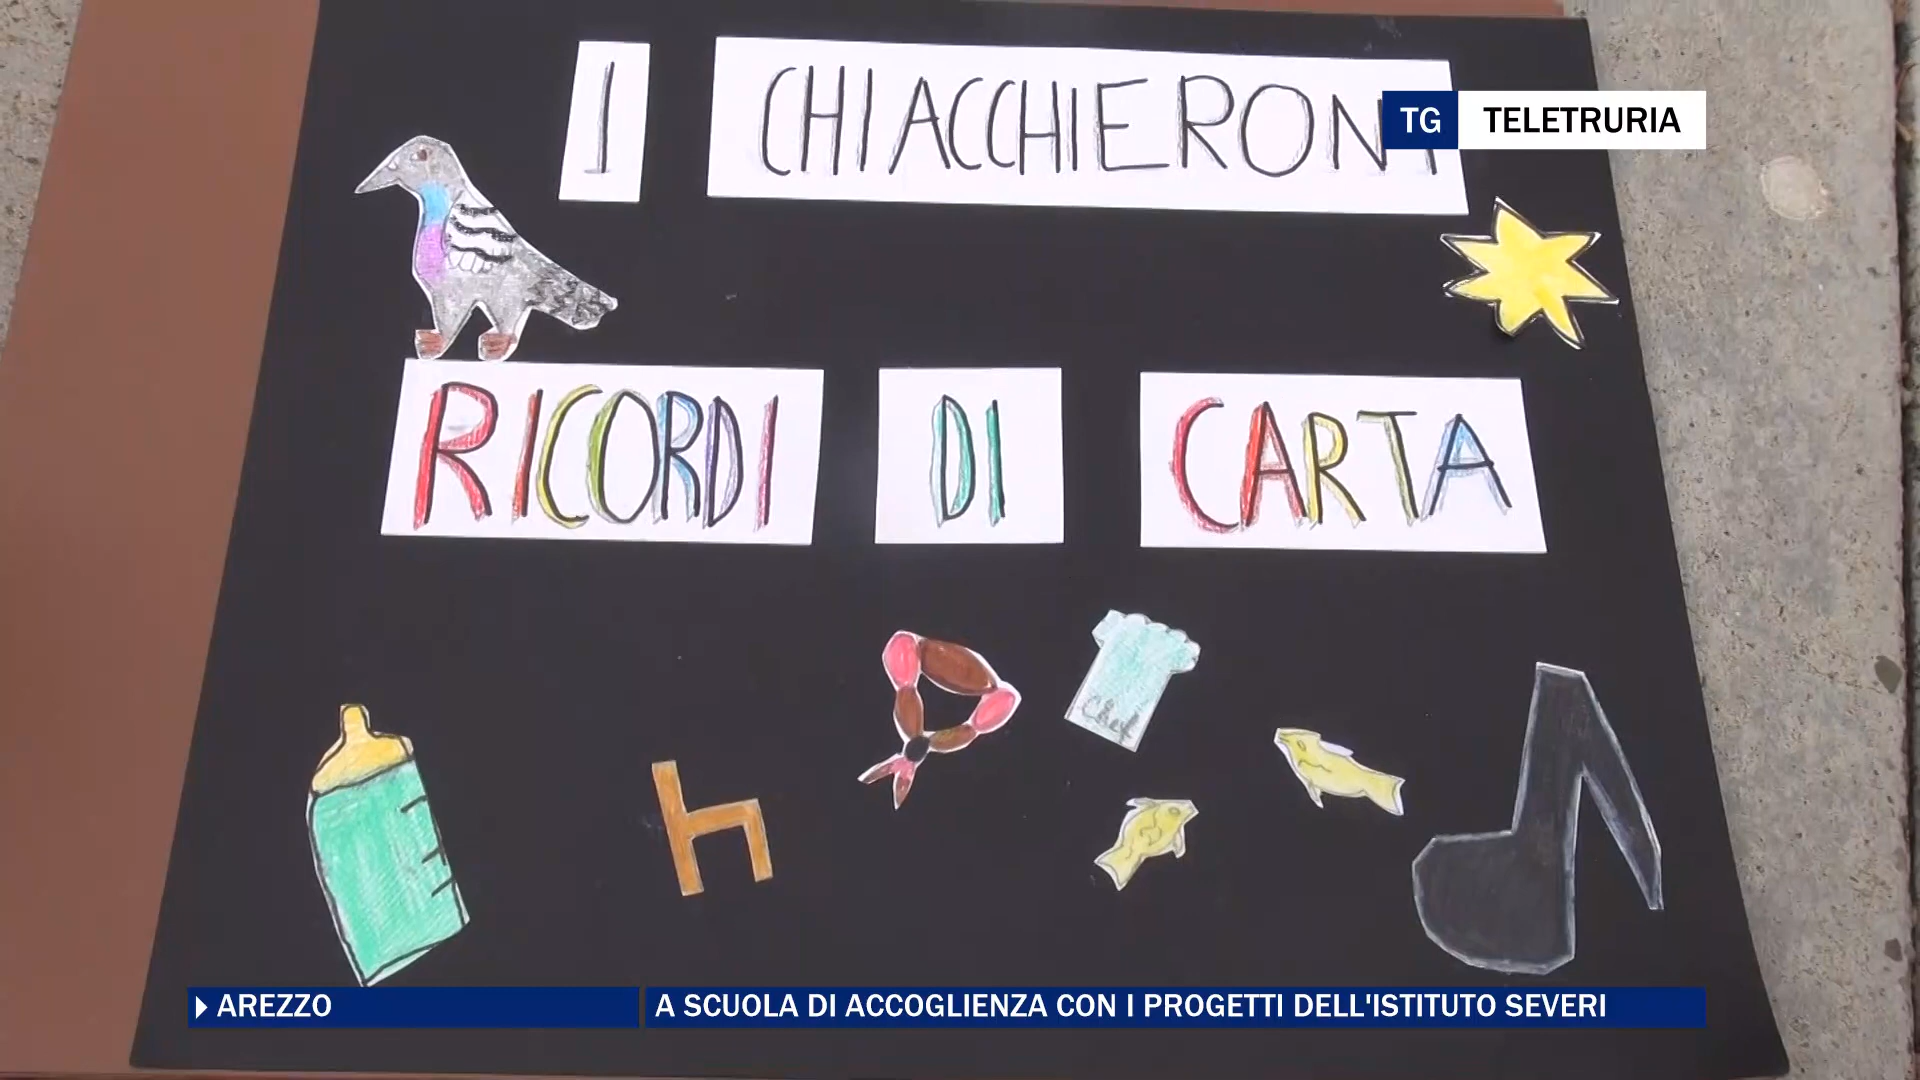 I CHIACCHIERONI
TG TELETRURIA
RICORDI DI CARTA
Chef
AREZZO
A SCUOLA DI ACCOGLIENZA CON I PROGETTI DELL'ISTITUTO SEVERI